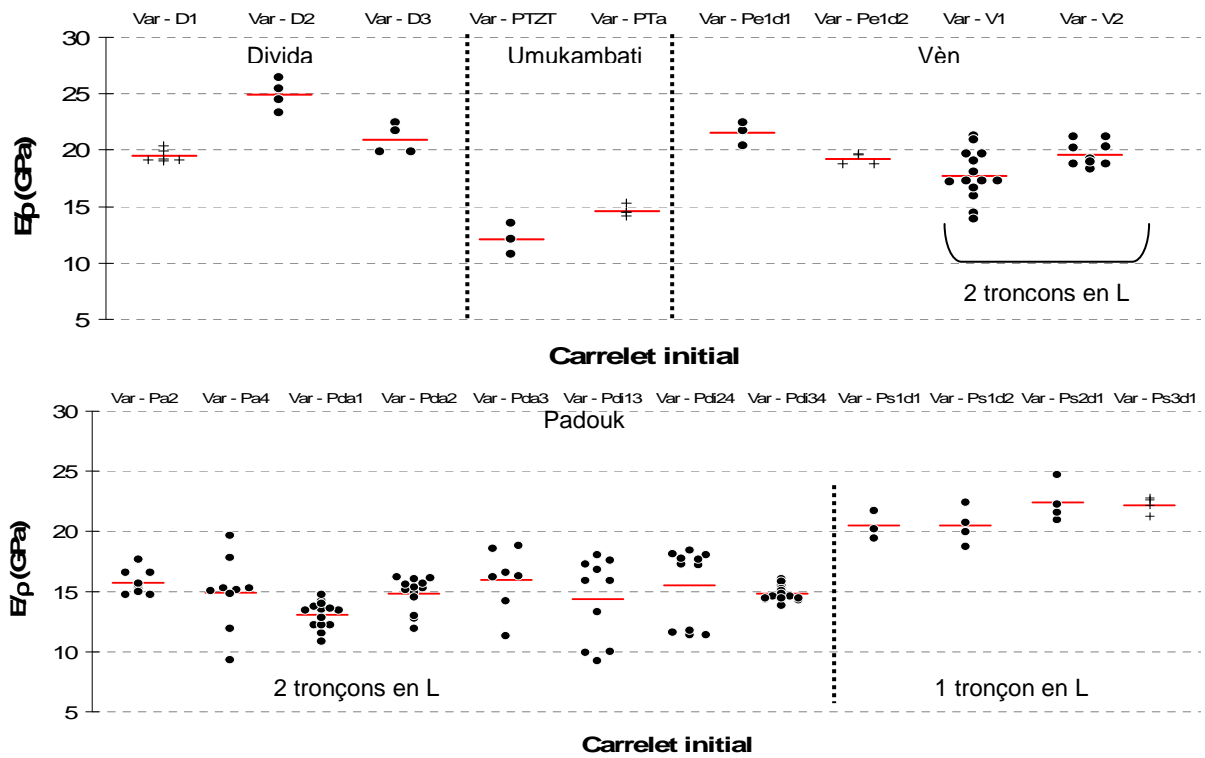 Var - D1 Var - D2 Var - D3 Var - PTZT Var - PTa Var - Pe1d1 Var - Pe1d2 Var - V1 Var - V2
30
Divida Umukambati Vèn
25
20
E/ρ (GPa)
15
10
2 troncons en L
5
Carrelet initial
Var - Pa2 Var - Pa4 Var - Pda1 Var - Pda2 Var - Pda3 Var - Pdi13 Var - Pdi24 Var - Pdi34 Var - Ps1d1 Var - Ps1d2 Var - Ps2d1 Var - Ps3d1
30
Padouk
25
20
E/ρ (GPa)
15
10
2 tronçons en L 1 tronçon en L
5
Carrelet initial